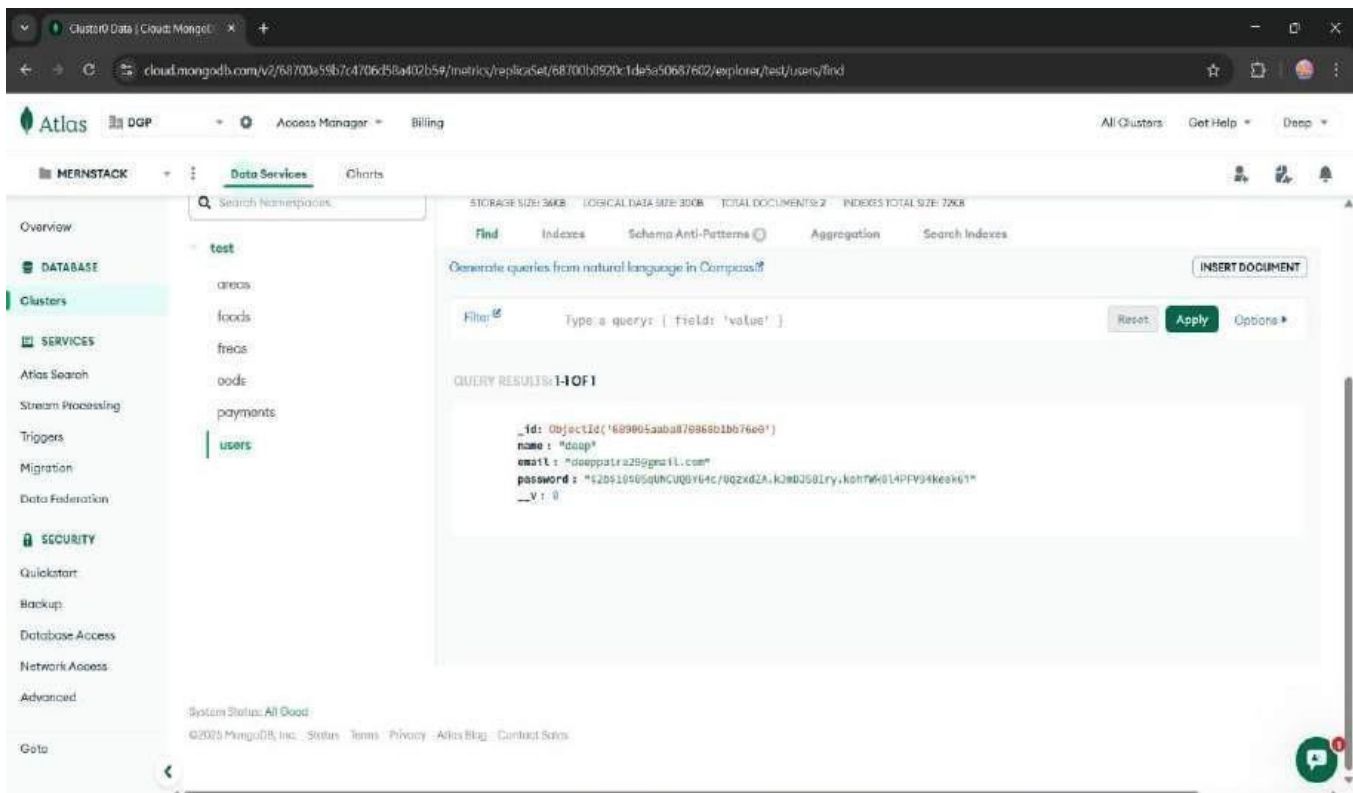 Cluster0 Data | Cloud: MongoD
cloud.mongodb.com/v2/
/metrics/replicaSet/
/explorer/test/users/find
Atlas DGP Access Manager Billing All Clusters Get Help Deep
MERNSTACK Data Services Charts
Search Namespaces
STORAGE SIZE: 36KB LOGICAL DATA SIZE: TOTAL DOCUMENTS: 2 INDEXES TOTAL SIZE: 72KB
Overview
Find Indexes Schema Anti-Patterns Aggregation Search Indexes
test
DATABASE
Generate queries from natural language in Compass
INSERT DOCUMENT
areas
Clusters
foods
Filter Type a query: { field: 'value' } Reset Apply Options
SERVICES
freas
Atlas Search
oods
QUERY RESULTS: 1-1 OF 1
Stream Processing
payments
Triggers
users
_id: ObjectId(
name : "deep"
email : "deeppatra29@gmail.com"
password :
__v : 0
Migration
Data Federation
SECURITY
Quickstart
Backup
Database Access
Network Access
Advanced
System Status: All Good
©2025 MongoDB, Inc. Status Terms Privacy Atlas Blog Contact Sales
Goto
1